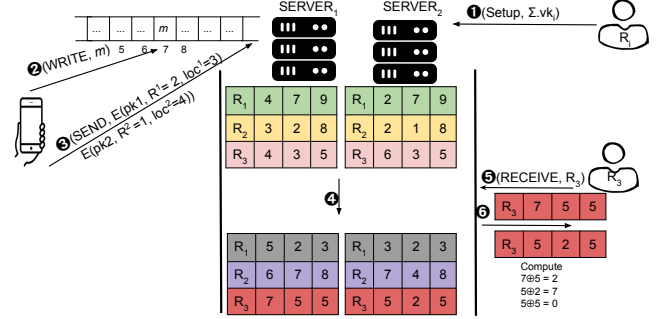 SERVER1 SERVER2
❶(Setup, Σ.vki)
Ri
... ... ... m ... ... ...
5 6 7 8
❷(WRITE, m)
❸(SEND, E(pk1, R¹= 2, loc¹=3)
E(pk2, R²=1, loc²=4))
R1 4 7 9
R2 3 2 8
R3 4 3 5
R1 2 7 9
R2 2 1 8
R3 6 3 5
❹
R1 5 2 3
R2 6 7 8
R3 7 5 5
R1 3 2 3
R2 7 4 8
R3 5 2 5
❺(RECEIVE, R3)
R3
❻
R3 7 5 5
R3 5 2 5
Compute
7⊕5 = 2
5⊕2 = 7
5⊕5 = 0